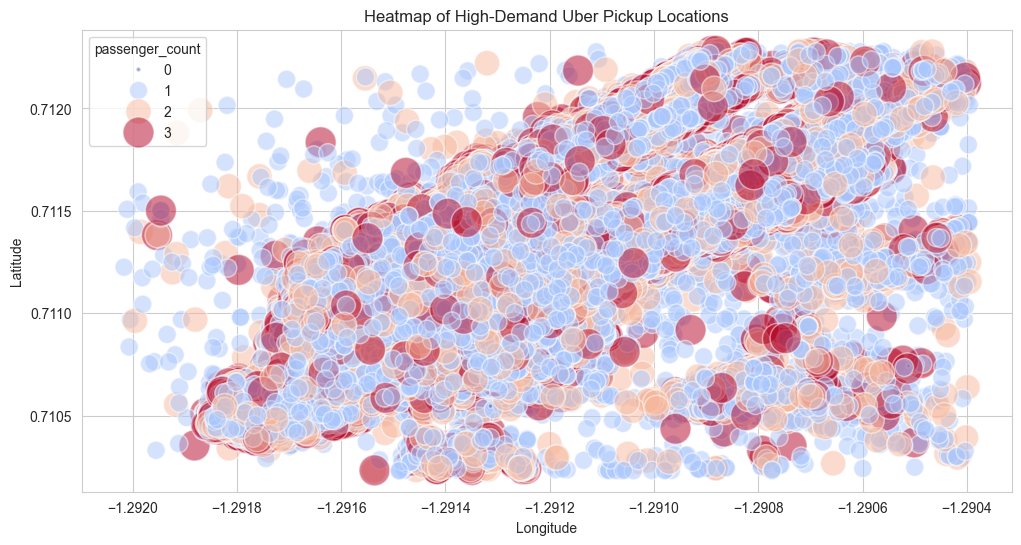 Heatmap of High-Demand Uber Pickup Locations
passenger_count
0
1
2
3
0.7120
0.7115
0.7110
0.7105
Latitude
−1.2920 −1.2918 −1.2916 −1.2914 −1.2912 −1.2910 −1.2908 −1.2906 −1.2904
Longitude